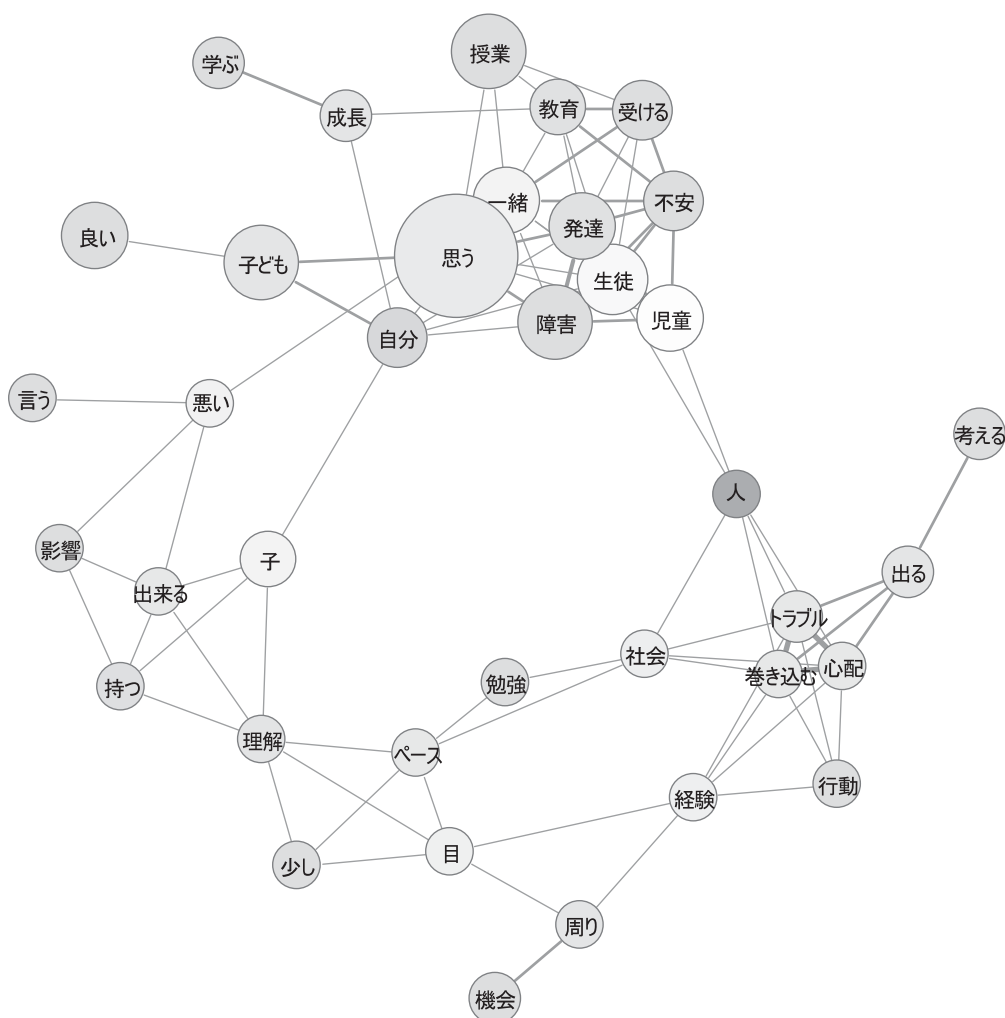 授業
学ぶ
教育
受ける
成長
一緒
不安
発達
良い
思う
子ども
生徒
児童
障害
自分
言う
悪い
考える
人
影響
子
出る
出来る
トラブル
社会
心配
巻き込む
勉強
持つ
理解
ペース
行動
経験
目
少し
周り
機会